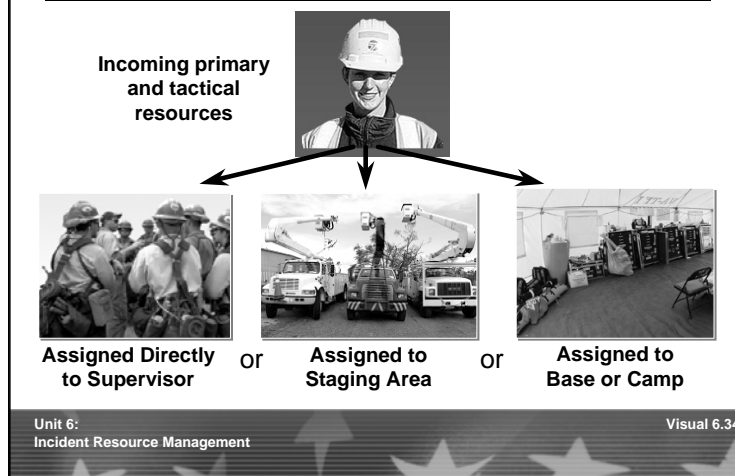 Incoming primary
and tactical
resources
Assigned Directly
to Supervisor
or
Assigned to
Staging Area
or
Assigned to
Base or Camp
Unit 6:
Incident Resource Management
Visual 6.34